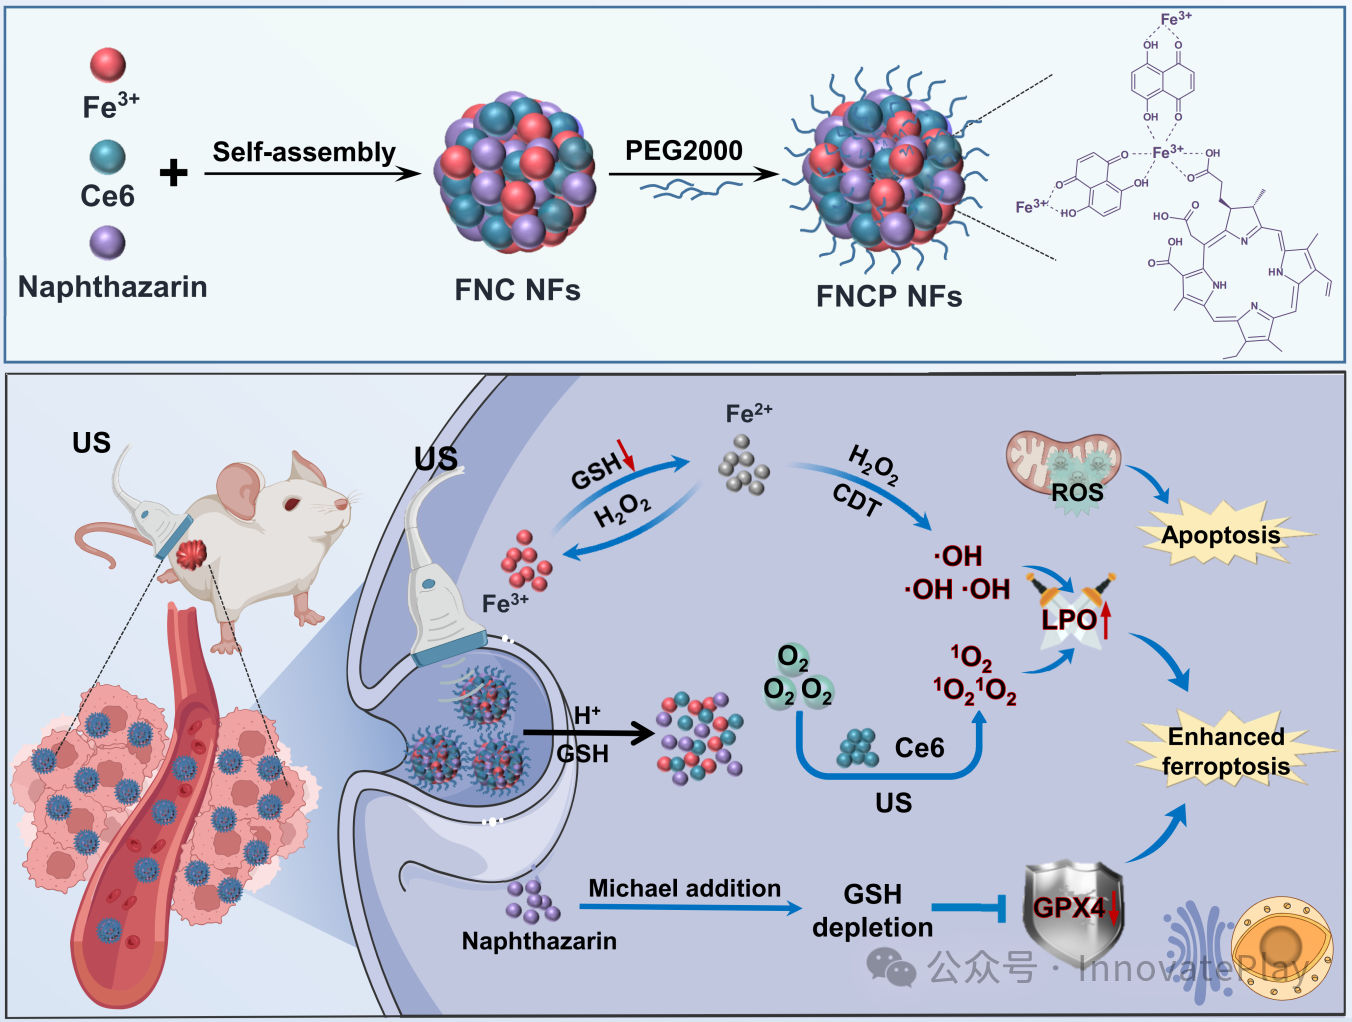 Fe³⁺
Ce6
Naphthazarin
+
Self-assembly
FNC NFs
PEG2000
FNCP NFs
Fe³⁺
OH O
OH O
Fe³⁺
OH
O
O
O
OH
HO
Fe³⁺
HO
O
OH
O
N
HN
NH
N
US
US
GSH
H₂O₂
Fe³⁺
Fe²⁺
H₂O₂
CDT
·OH
·OH ·OH
ROS
Apoptosis
LPO
O₂
O₂ O₂
Ce6
US
¹O₂
¹O₂¹O₂
H⁺
GSH
Enhanced
ferroptosis
Naphthazarin
Michael addition
GSH
depletion
GPX4
公众号 · InnovatePlay